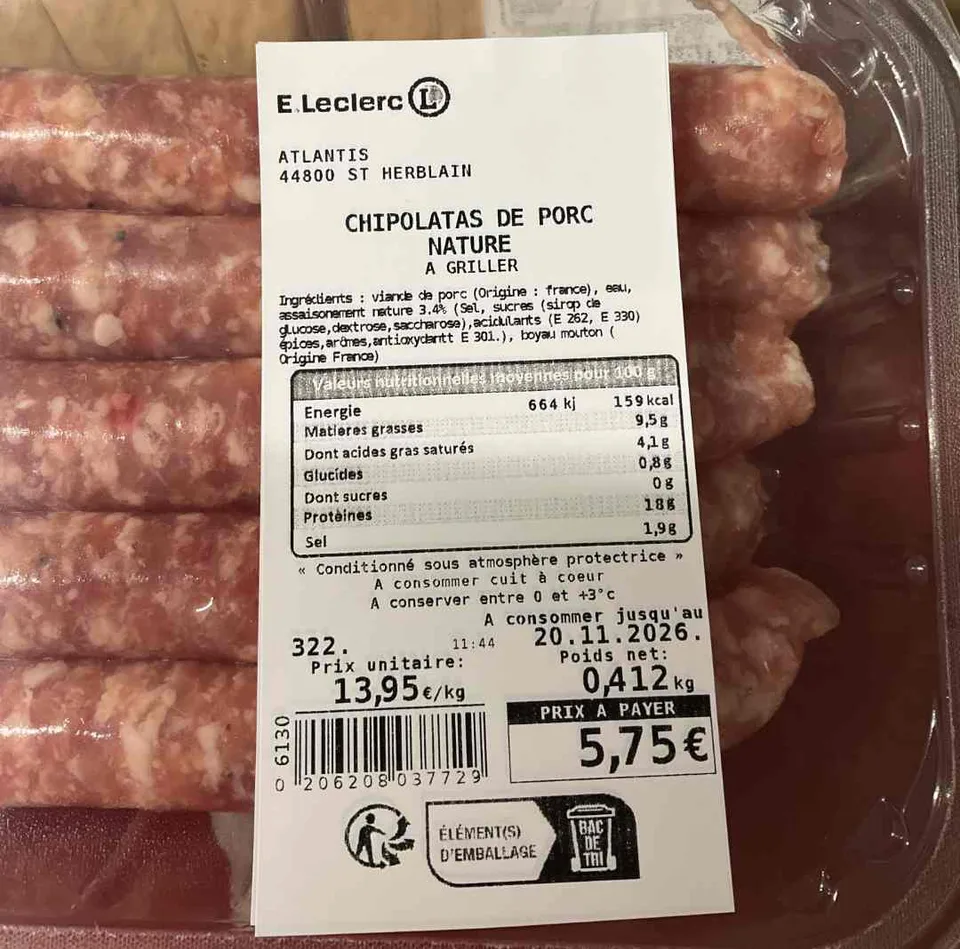 E.Leclerc L
ATLANTIS
44800 ST HERBLAIN
CHIPOLATAS DE PORC
NATURE
A GRILLER
Ingrédients : viande de porc (Origine : france), eau,
assaisonement nature 3.4% (Sel, sucres (sirop de
glucose,dextrose,saccharose),acidulants (E 262, E 330)
épices,arômes,antioxydantt E 301.), boyau mouton (
Origine France)
Valeurs nutritionnelles moyennes pour 100 g
Energie 664 kj 159 kcal
Matieres grasses 9,5g
Dont acides gras saturés 4,1g
Glucides 0,8g
Dont sucres 0g
Protèines 18g
Sel 1,9g
« Conditionné sous atmosphère protectrice »
A consommer cuit à coeur
A conserver entre 0 et +3°c
A consommer jusqu'au
322. 11:44 20.11.2026.
Prix unitaire: Poids net:
13,95 €/kg 0,412 kg
PRIX A PAYER
5,75€
6130
0 206208 037729
ÉLÉMENT(S)
D'EMBALLAGE
BAC
DE
TRI